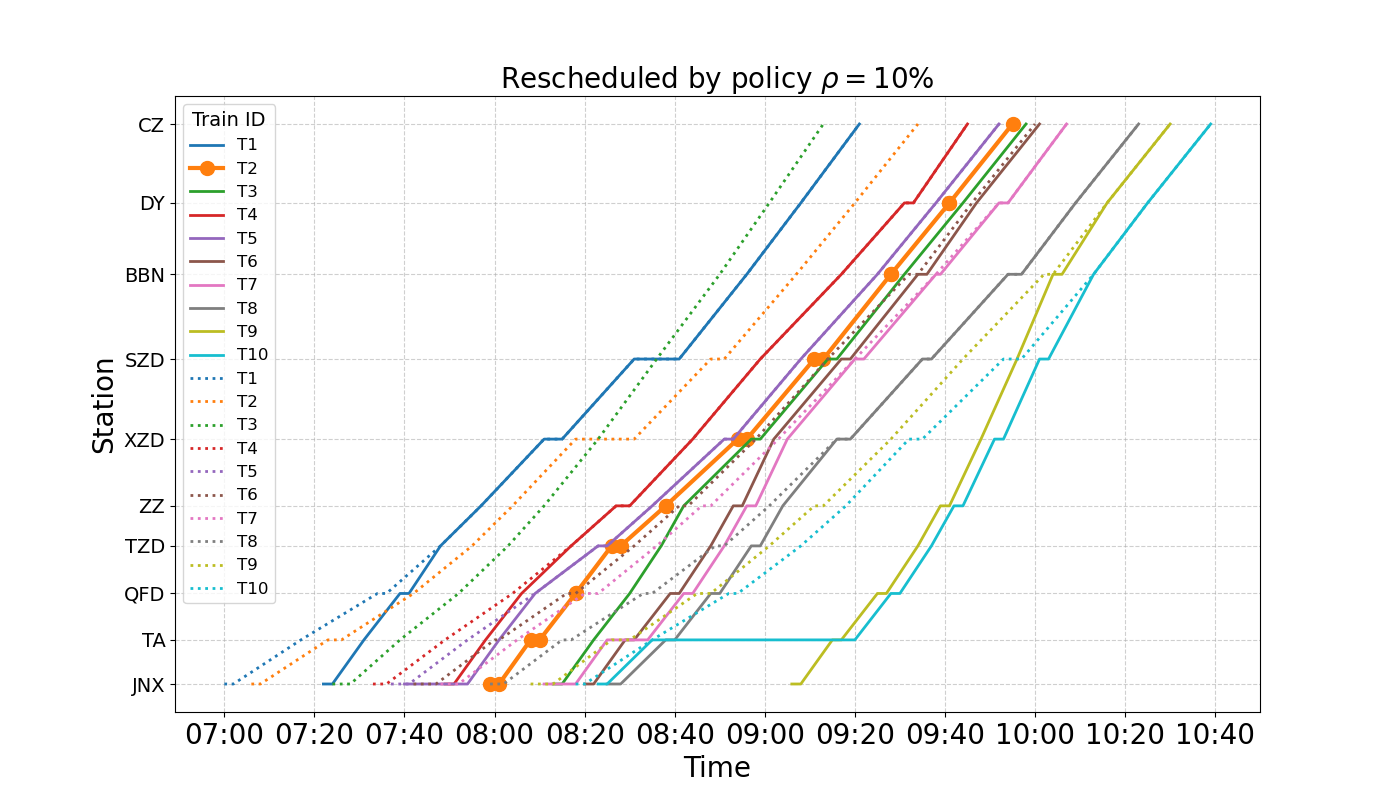 Rescheduled by policy ρ = 10%
Train ID
T1
T2
T3
T4
T5
T6
T7
T8
T9
T10
T1
T2
T3
T4
T5
T6
T7
T8
T9
T10
CZ
DY
BBN
SZD
XZD
ZZ
TZD
QFD
TA
JNX
Station
07:00 07:20 07:40 08:00 08:20 08:40 09:00 09:20 09:40 10:00 10:20 10:40
Time